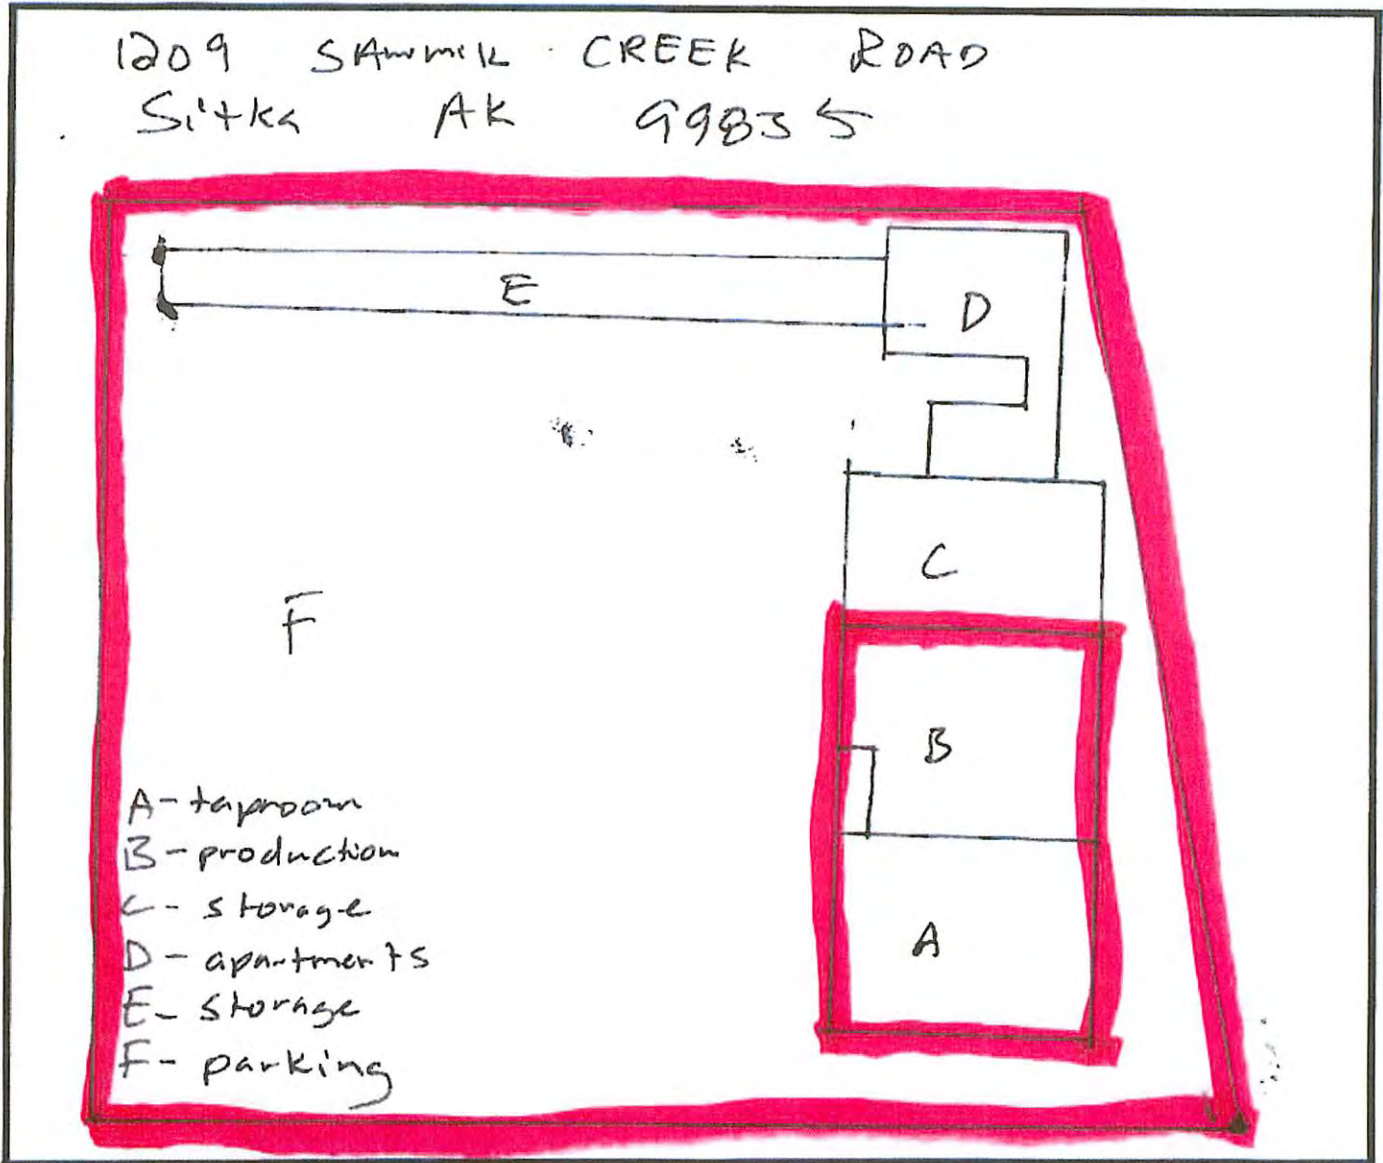 1209 SAWMILL CREEK ROAD
Sitka AK 99835
E
D
C
F
B
A
A - taproom
B - production
C - storage
D - apartments
E - storage
F - parking